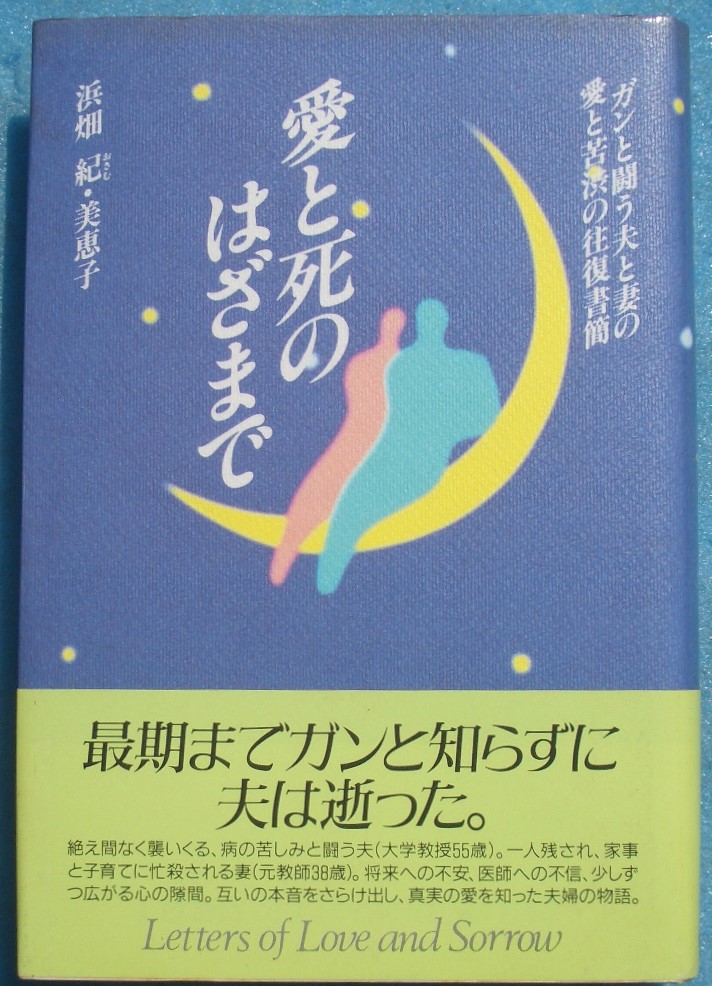 ガンと闘う夫と妻の
愛と苦渋の往復書簡
愛と死の
はざまで
浜畑 紀・美恵子
おさむ
最期までガンと知らずに
夫は逝った。
絶え間なく襲いくる、病の苦しみと闘う夫(大学教授55歳)。一人残され、家事
と子育てに忙殺される妻(元教師38歳)。将来への不安、医師への不信、少しず
つ広がる心の隙間。互いの本音をさらけ出し、真実の愛を知った夫婦の物語。
Letters of Love and Sorrow